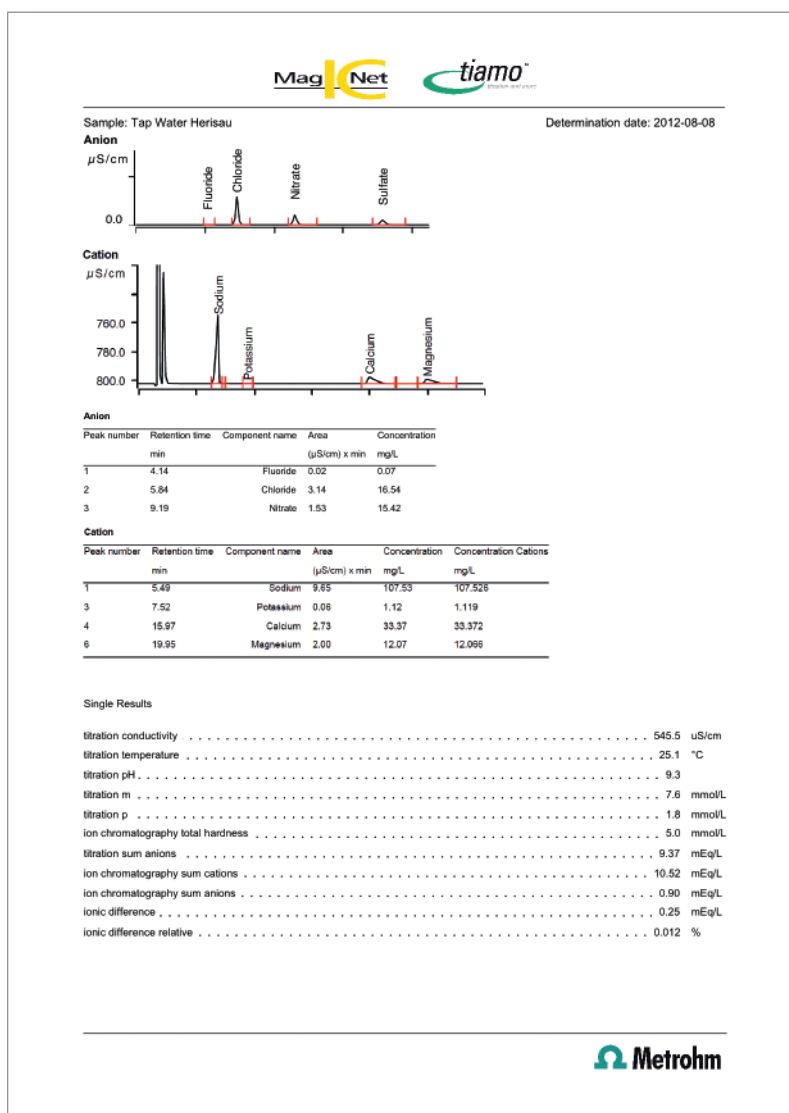 Mag IC Net tiamo™
titration and more
Sample: Tap Water Herisau Determination date: 2012-08-08
Anion
µS/cm
Fluoride
Chloride
Nitrate
Sulfate
0.0
Cation
µS/cm
Sodium
Potassium
Calcium
Magnesium
760.0
780.0
800.0
Anion
Peak number Retention time Component name Area Concentration
min (µS/cm) x min mg/L
1 4.14 Fluoride 0.02 0.07
2 5.84 Chloride 3.14 16.54
3 9.19 Nitrate 1.53 15.42
Cation
Peak number Retention time Component name Area Concentration Concentration Cations
min (µS/cm) x min mg/L mg/L
1 5.49 Sodium 9.65 107.53 107.526
3 7.52 Potassium 0.06 1.12 1.119
4 15.97 Calcium 2.73 33.37 33.372
6 19.95 Magnesium 2.00 12.07 12.066
Single Results
titration conductivity . . . 545.5 uS/cm
titration temperature . . . 25.1 °C
titration pH . . . 9.3
titration m . . . 7.6 mmol/L
titration p . . . 1.8 mmol/L
ion chromatography total hardness . . . 5.0 mmol/L
titration sum anions . . . 9.37 mEq/L
ion chromatography sum cations . . . 10.52 mEq/L
ion chromatography sum anions . . . 0.90 mEq/L
ionic difference . . . 0.25 mEq/L
ionic difference relative . . . 0.012 %
Metrohm